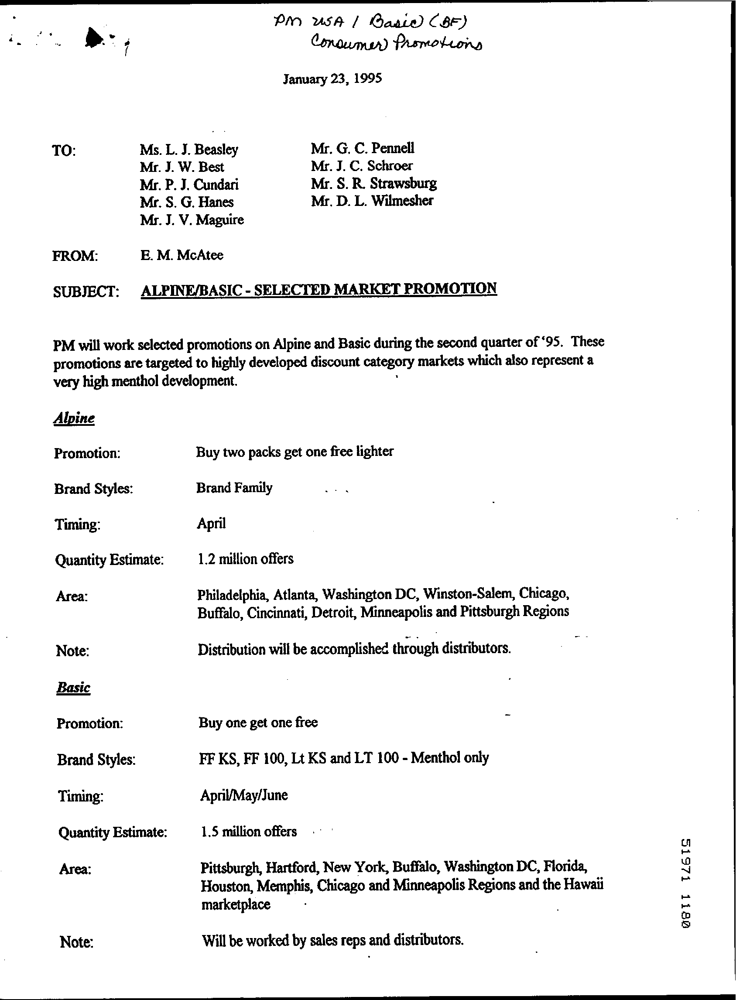 PM USA / Basic (BF)
Consumer Promotions
January 23, 1995
TO: Ms. L. J. Beasley Mr. G. C. Pennell
Mr. J. W. Best Mr. J. C. Schroer
Mr. P. J. Cundari Mr. S. R. Strawsburg
Mr. S. G. Hanes Mr. D. L. Wilmesher
Mr. J. V. Maguire
FROM: E. M. McAtee
SUBJECT: ALPINE/BASIC - SELECTED MARKET PROMOTION
PM will work selected promotions on Alpine and Basic during the second quarter of '95. These
promotions are targeted to highly developed discount category markets which also represent a
very high menthol development.
Alpine
Promotion: Buy two packs get one free lighter
Brand Styles: Brand Family
Timing: April
Quantity Estimate: 1.2 million offers
Area: Philadelphia, Atlanta, Washington DC, Winston-Salem, Chicago,
Buffalo, Cincinnati, Detroit, Minneapolis and Pittsburgh Regions
Note: Distribution will be accomplished through distributors.
Basic
Promotion: Buy one get one free
Brand Styles: FF KS, FF 100, Lt KS and LT 100 - Menthol only
Timing: April/May/June
Quantity Estimate: 1.5 million offers
Area: Pittsburgh, Hartford, New York, Buffalo, Washington DC, Florida,
Houston, Memphis, Chicago and Minneapolis Regions and the Hawaii
marketplace
Note: Will be worked by sales reps and distributors.
51971 1180